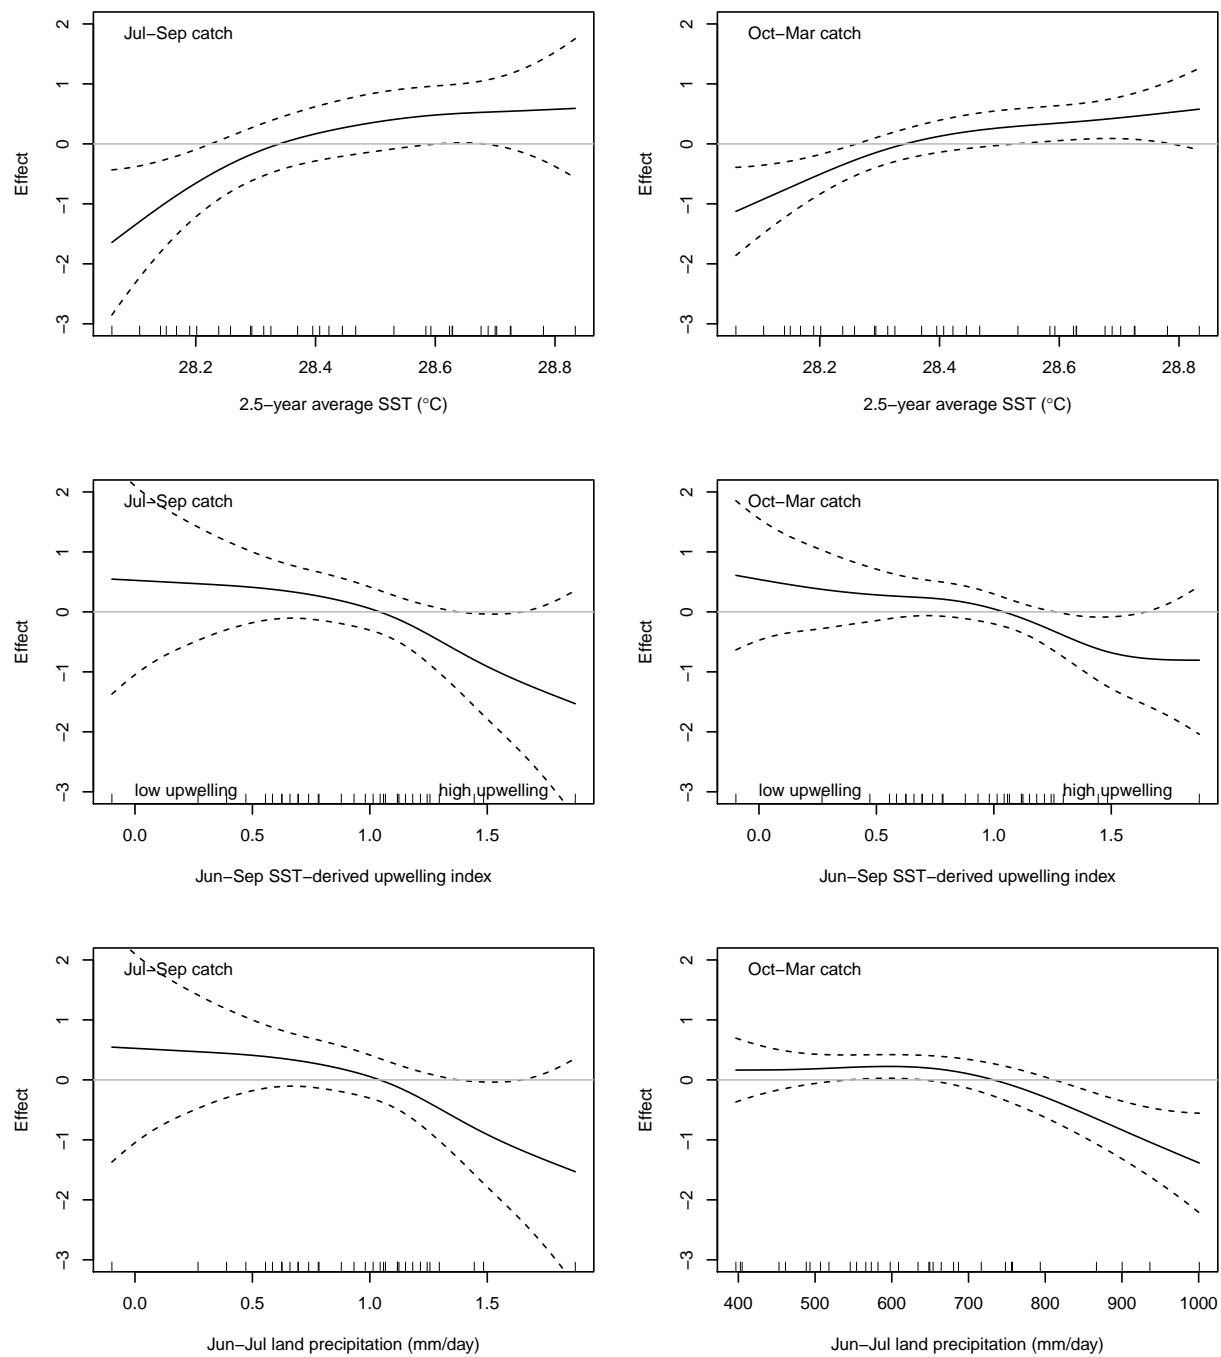 Jul−Sep catch
2
1
0
−1
−2
−3
Effect
28.2 28.4 28.6 28.8
2.5−year average SST (°C)
Oct−Mar catch
2
1
0
−1
−2
−3
Effect
28.2 28.4 28.6 28.8
2.5−year average SST (°C)
Jul−Sep catch
2
1
0
−1
−2
−3
Effect
low upwelling high upwelling
0.0 0.5 1.0 1.5
Jun−Sep SST−derived upwelling index
Oct−Mar catch
2
1
0
−1
−2
−3
Effect
low upwelling high upwelling
0.0 0.5 1.0 1.5
Jun−Sep SST−derived upwelling index
Jul−Sep catch
2
1
0
−1
−2
−3
Effect
0.0 0.5 1.0 1.5
Jun−Jul land precipitation (mm/day)
Oct−Mar catch
2
1
0
−1
−2
−3
Effect
400 500 600 700 800 900 1000
Jun−Jul land precipitation (mm/day)